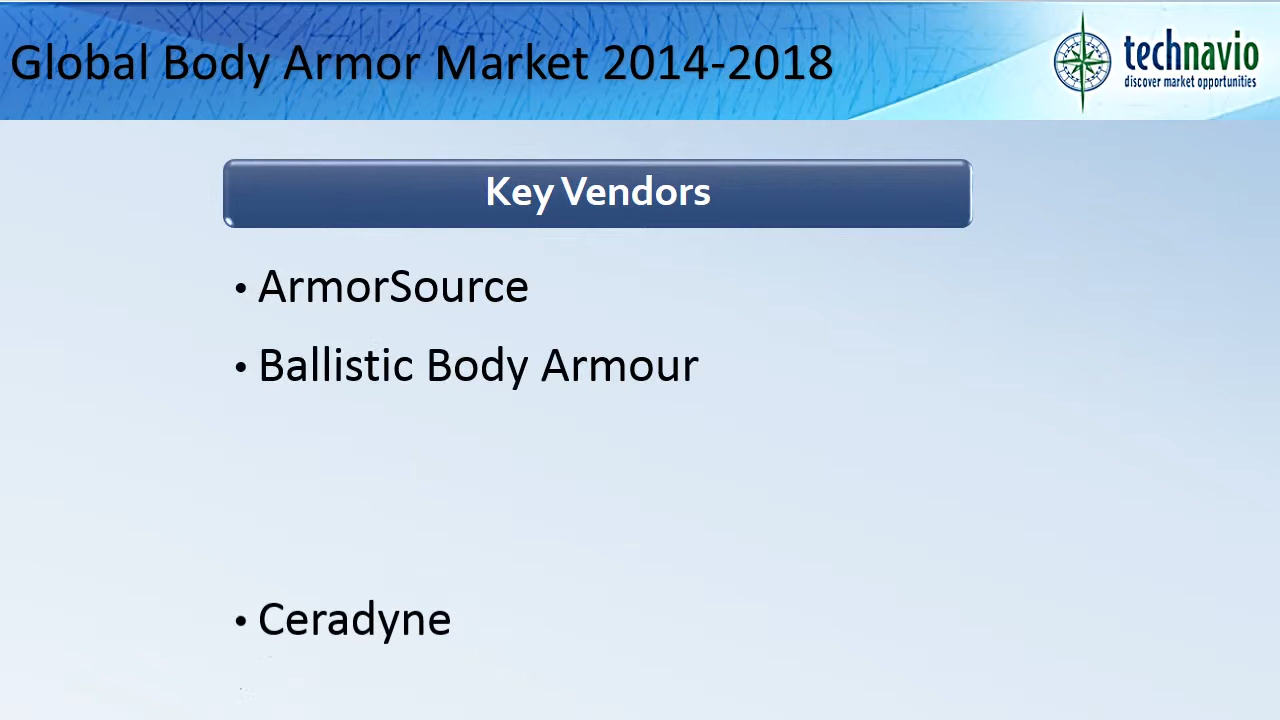 Global Body Armor Market 2014-2018
technavio
discover market opportunities
Key Vendors
• ArmorSource
• Ballistic Body Armour
• Ceradyne